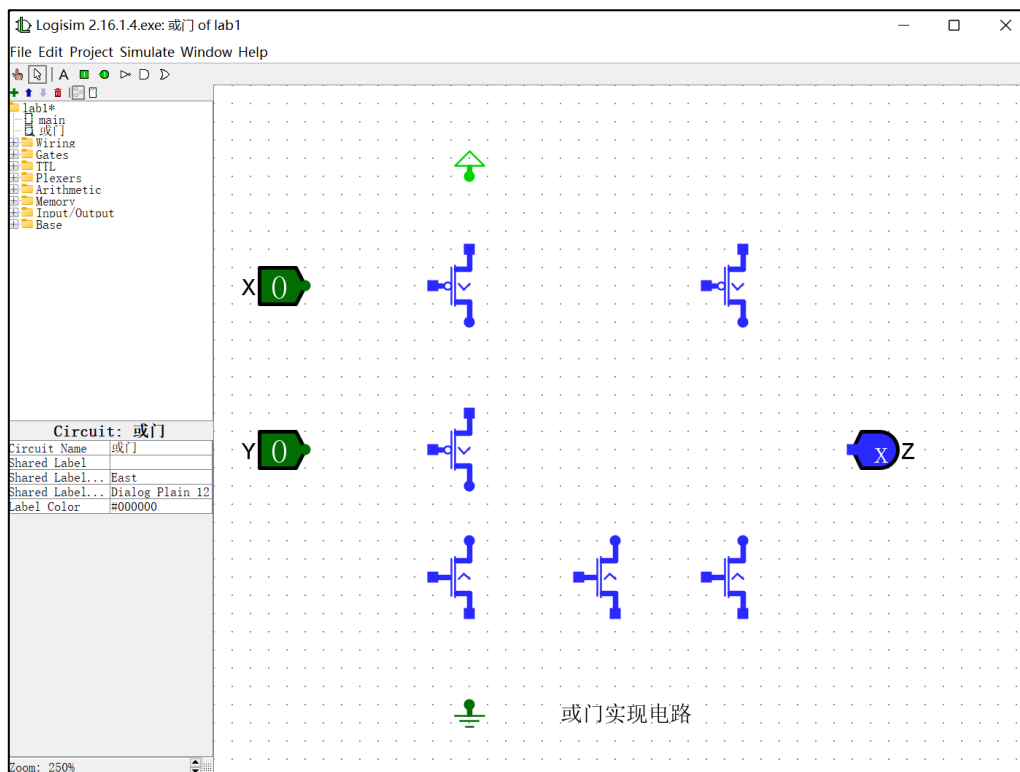 Logisim 2.16.1.4.exe: 或门 of lab1
File Edit Project Simulate Window Help
A
lab1*
main
或门
Wiring
Gates
TTL
Plexers
Arithmetic
Memory
Input/Output
Base
X 0
Y 0
X Z
Circuit: 或门
Circuit Name 或门
Shared Label
Shared Label... East
Shared Label... Dialog Plain 12
Label Color #000000
或门实现电路
Zoom: 250%